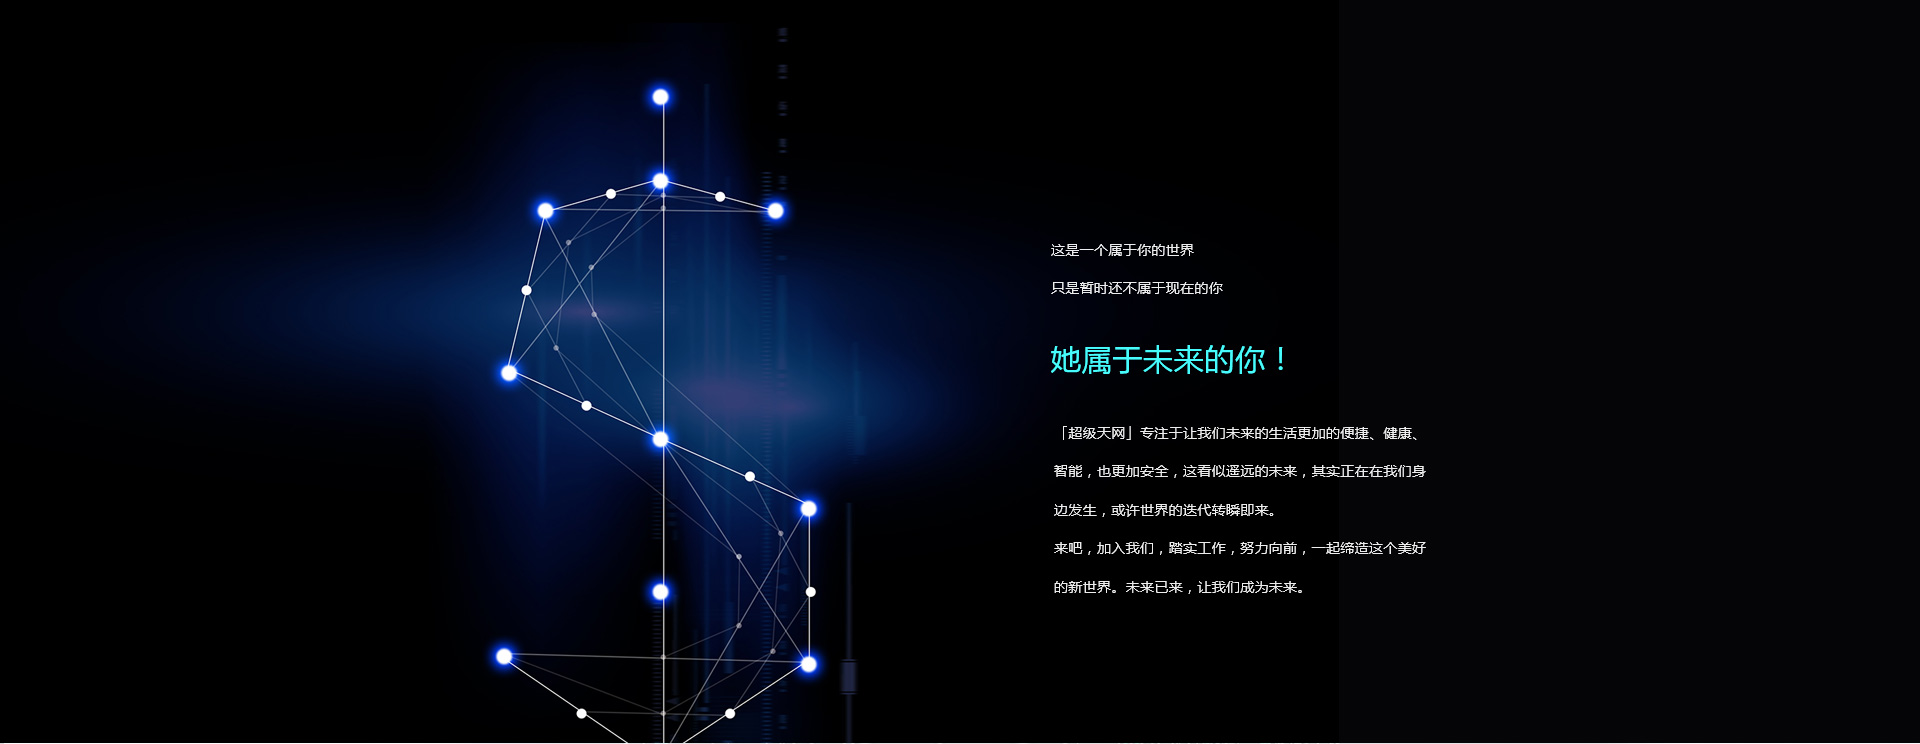 这是一个属于你的世界
只是暂时还不属于现在的你
她属于未来的你！
「超级天网」专注于让我们未来的生活更加的便捷、健康、
智能，也更加安全，这看似遥远的未来，其实正在在我们身
边发生，或许世界的迭代转瞬即来。
来吧，加入我们，踏实工作，努力向前，一起缔造这个美好
的新世界。未来已来，让我们成为未来。